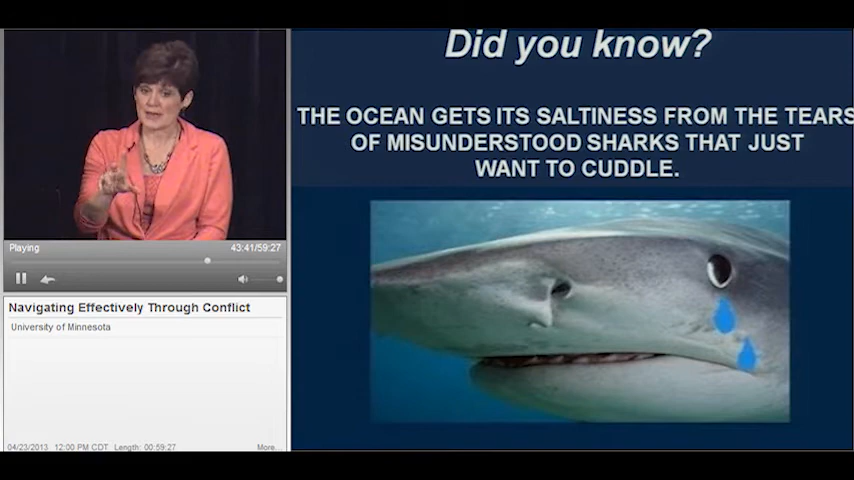 Did you know?
THE OCEAN GETS ITS SALTINESS FROM THE TEARS
OF MISUNDERSTOOD SHARKS THAT JUST
WANT TO CUDDLE.
Playing
43:41/59:27
Navigating Effectively Through Conflict
University of Minnesota
04/23/2013 12:00 PM CDT Length: 00:59:27
More...